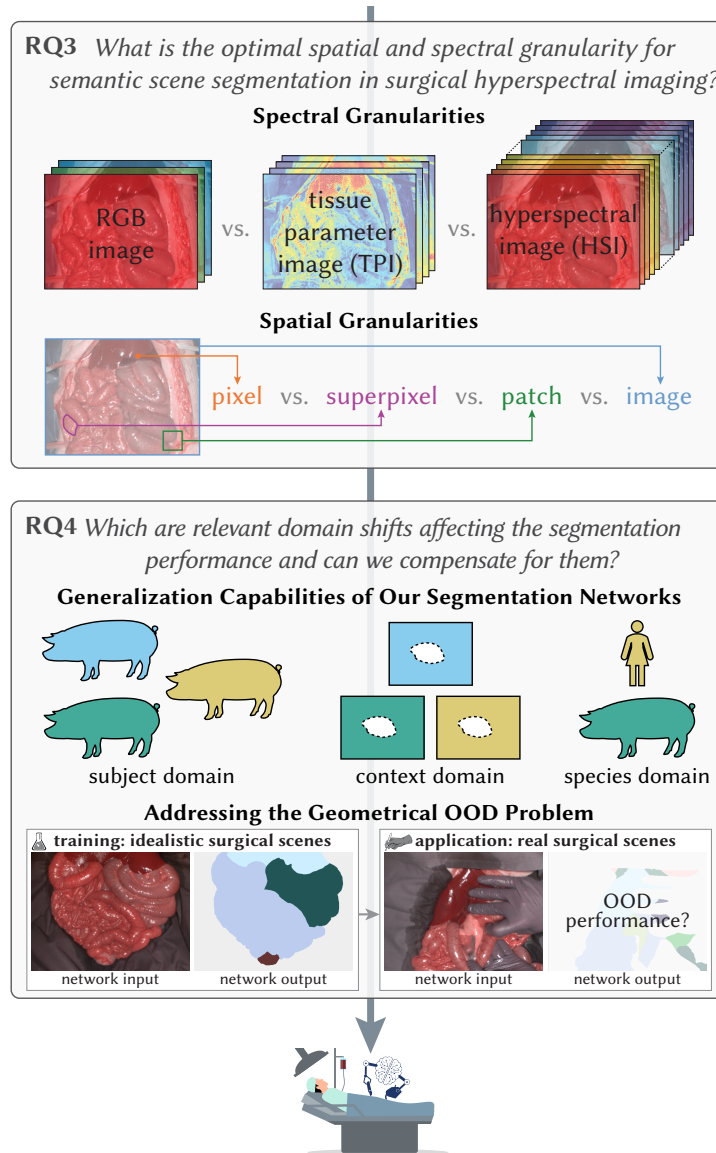 RQ3 What is the optimal spatial and spectral granularity for
semantic scene segmentation in surgical hyperspectral imaging?
Spectral Granularities
RGB
image
vs.
tissue
parameter
image (TPI)
vs.
hyperspectral
image (HSI)
Spatial Granularities
pixel vs. superpixel vs. patch vs. image
RQ4 Which are relevant domain shifts affecting the segmentation
performance and can we compensate for them?
Generalization Capabilities of Our Segmentation Networks
subject domain
context domain
species domain
Addressing the Geometrical OOD Problem
training: idealistic surgical scenes
network input
network output
application: real surgical scenes
OOD
performance?
network input
network output